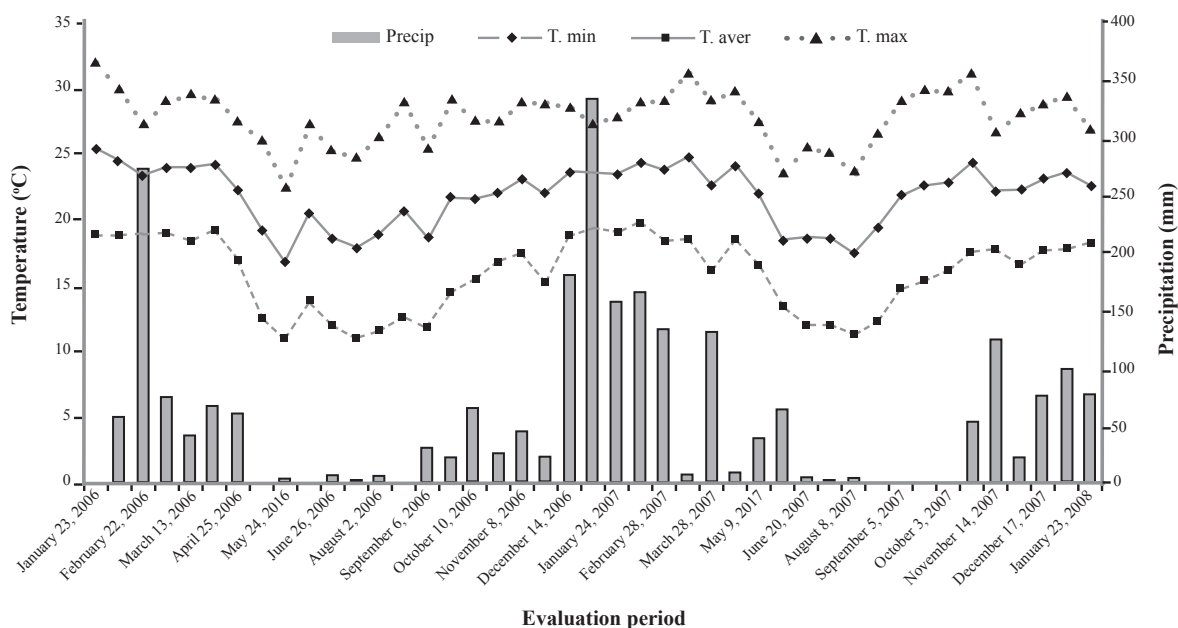 Precip T. min T. aver T. max
Temperature (°C)
35
30
25
20
15
10
5
0
Precipitation (mm)
400
350
300
250
200
150
100
50
0
January 23, 2006
February 22, 2006
March 13, 2006
April 25, 2006
May 24, 2016
June 26, 2006
August 2, 2006
September 6, 2006
October 10, 2006
November 8, 2006
December 14, 2006
January 24, 2007
February 28, 2007
March 28, 2007
May 9, 2017
June 20, 2007
August 8, 2007
September 5, 2007
October 3, 2007
November 14, 2007
December 17, 2007
January 23, 2008
Evaluation period